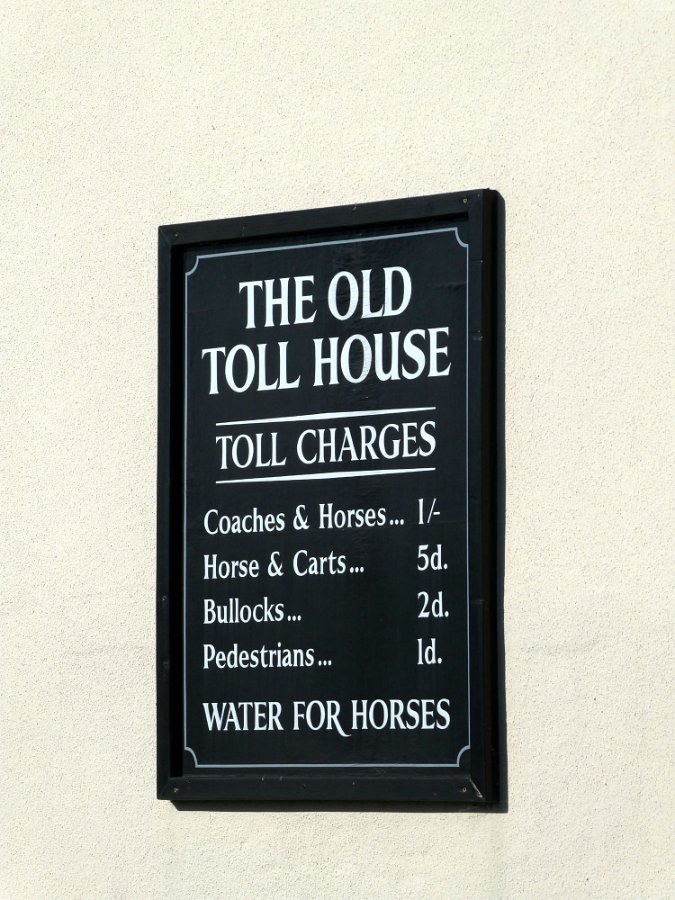 THE OLD
TOLL HOUSE
TOLL CHARGES
Coaches & Horses... 1/-
Horse & Carts... 5d.
Bullocks... 2d.
Pedestrians... 1d.
WATER FOR HORSES